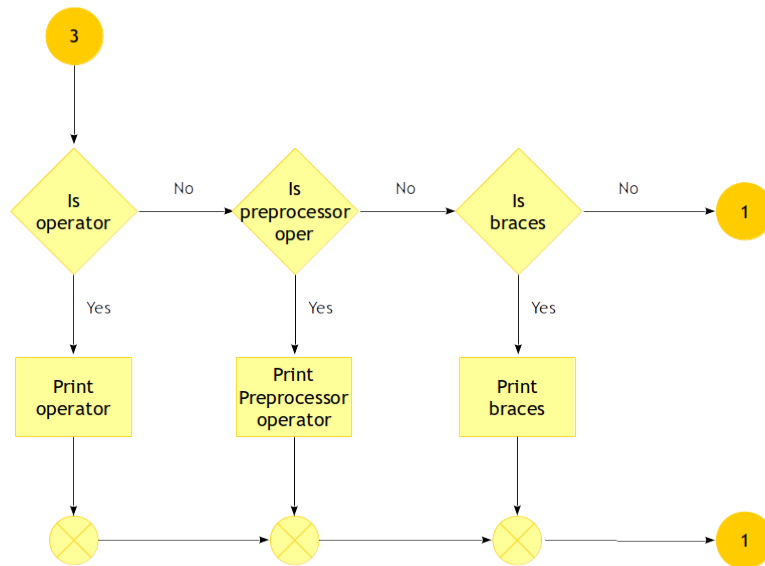 3
Is
operator
No
Is
preprocessor
oper
No
Is
braces
No
1
Yes
Yes
Yes
Print
operator
Print
Preprocessor
operator
Print
braces
1